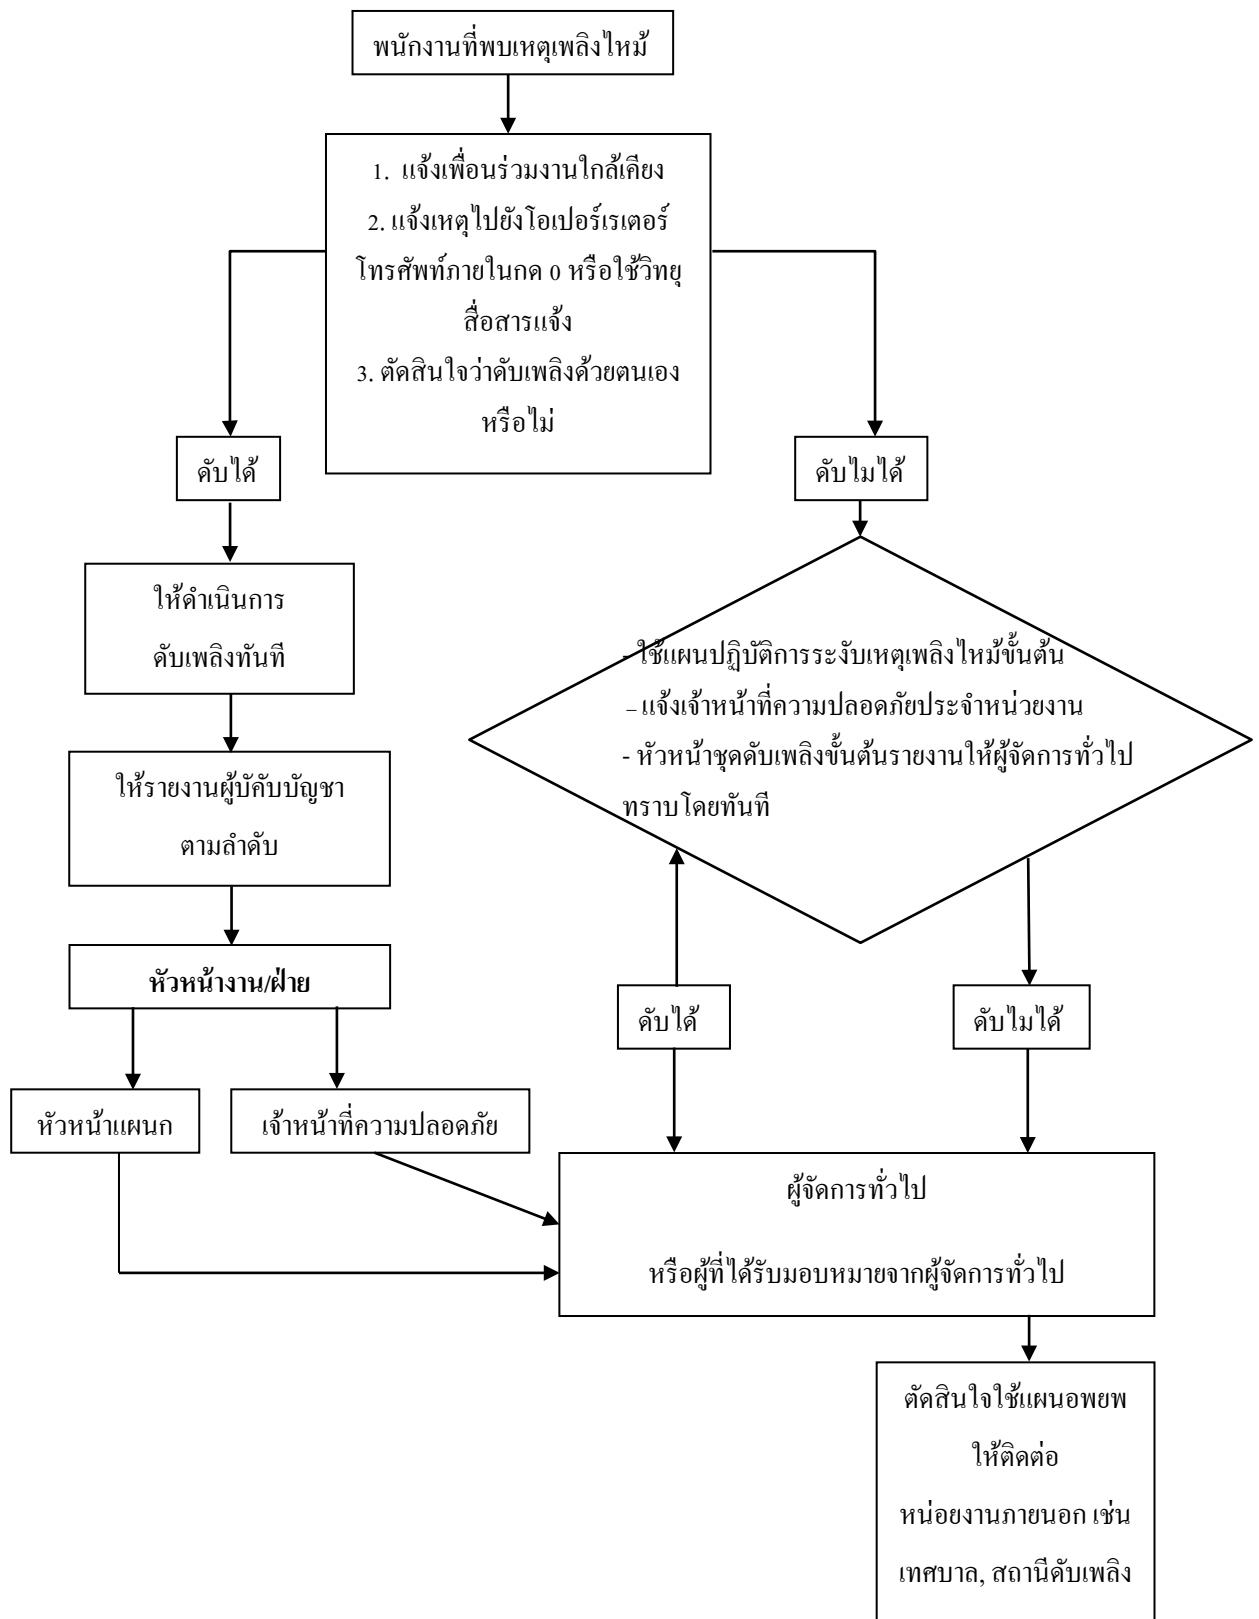 พนักงานที่พบเหตุเพลิงไหม้
1. แจ้งเพื่อนร่วมงานใกล้เคียง
2. แจ้งเหตุไปยังโอเปอร์เรเตอร์
โทรศัพท์ภายในกด 0 หรือใช้วิทยุ
สื่อสารแจ้ง
3. ตัดสินใจว่าดับเพลิงด้วยตนเอง
หรือไม่
ดับได้
ดับไม่ได้
ให้ดำเนินการ
ดับเพลิงทันที
- ใช้แผนปฏิบัติการระงับเหตุเพลิงไหม้ขั้นต้น
– แจ้งเจ้าหน้าที่ความปลอดภัยประจำหน่วยงาน
- หัวหน้าชุดดับเพลิงขั้นต้นรายงานให้ผู้จัดการทั่วไป
ทราบโดยทันที
ให้รายงานผู้บัคับบัญชา
ตามลำดับ
หัวหน้างาน/ฝ่าย
ดับได้
ดับไม่ได้
หัวหน้าแผนก
เจ้าหน้าที่ความปลอดภัย
ผู้จัดการทั่วไป
หรือผู้ที่ได้รับมอบหมายจากผู้จัดการทั่วไป
ตัดสินใจใช้แผนอพยพ
ให้ติดต่อ
หน่อยงานภายนอก เช่น
เทศบาล, สถานีดับเพลิง